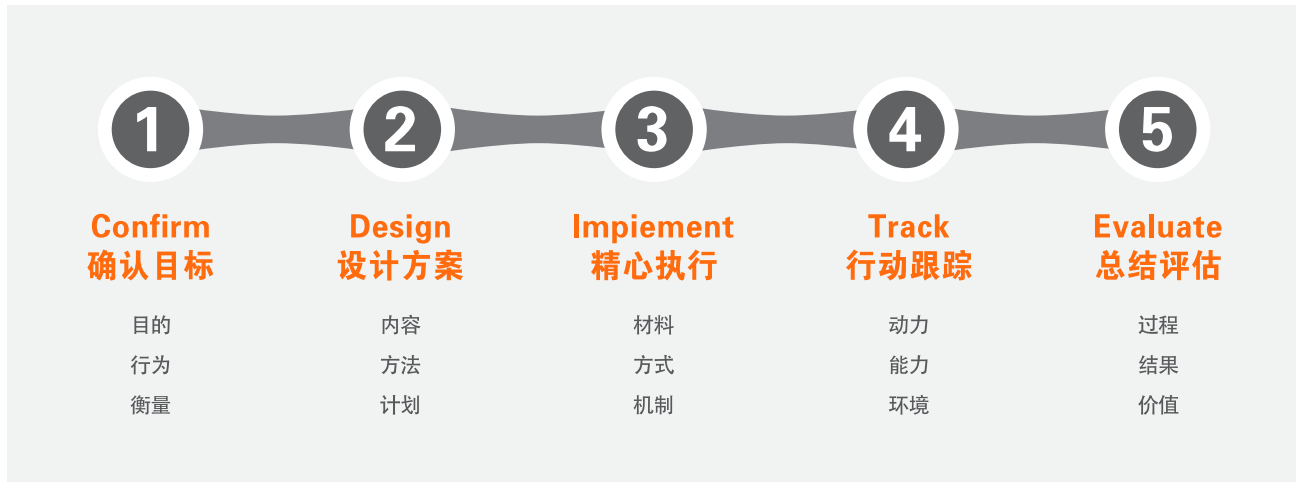 1
2
3
4
5
Confirm
确认目标
目的
行为
衡量
Design
设计方案
内容
方法
计划
Impiement
精心执行
材料
方式
机制
Track
行动跟踪
动力
能力
环境
Evaluate
总结评估
过程
结果
价值